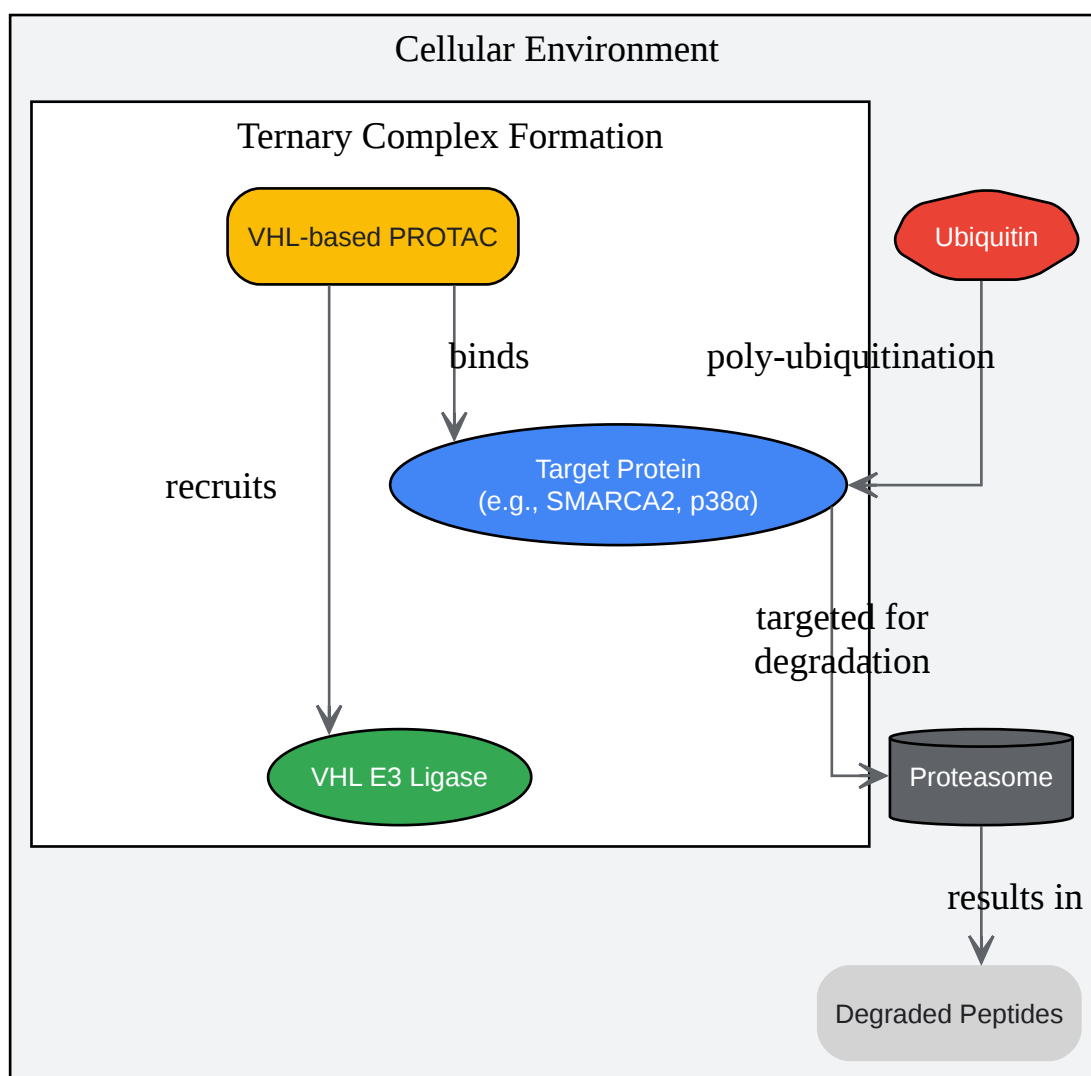 Cellular Environment
Ternary Complex Formation
VHL-based PROTAC
Ubiquitin
binds
poly-ubiquitination
Target Protein
(e.g., SMARCA2, p38α)
recruits
targeted for
degradation
VHL E3 Ligase
Proteasome
results in
Degraded Peptides